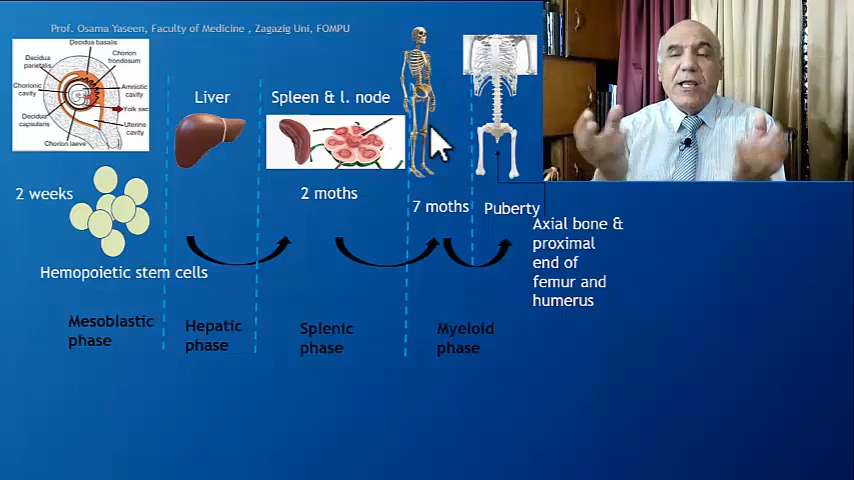 Prof. Osama Yaseen, Faculty of Medicine , Zagazig Uni, FOMPU
Decidua basalis
Decidua
parietalis
Chorion
frondosum
Chorionic
cavity
Amniotic
cavity
Yolk sac
Decidua
capsularis
Uterine
cavity
Chorion laeve
2 weeks
Hemopoietic stem cells
Mesoblastic
phase
Liver
Hepatic
phase
Spleen & l. node
2 moths
Splenic
phase
7 moths
Myeloid
phase
Puberty
Axial bone &
proximal
end of
femur and
humerus